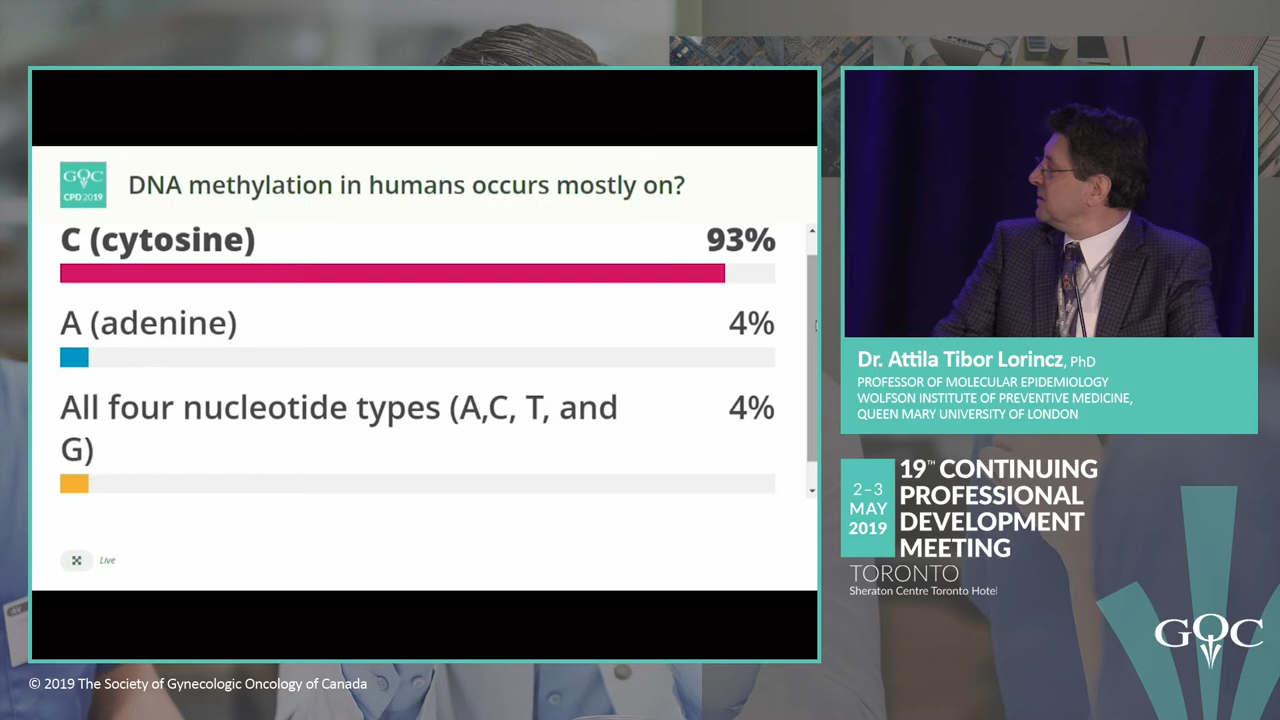 GOC
CPD 2019
DNA methylation in humans occurs mostly on?
C (cytosine) 93%
A (adenine) 4%
All four nucleotide types (A,C, T, and 4%
G)
Live
Dr. Attila Tibor Lorincz, PhD
PROFESSOR OF MOLECULAR EPIDEMIOLOGY
WOLFSON INSTITUTE OF PREVENTIVE MEDICINE,
QUEEN MARY UNIVERSITY OF LONDON
2–3
MAY
2019
19TH CONTINUING
PROFESSIONAL
DEVELOPMENT
MEETING
TORONTO
Sheraton Centre Toronto Hotel
GOC
© 2019 The Society of Gynecologic Oncology of Canada